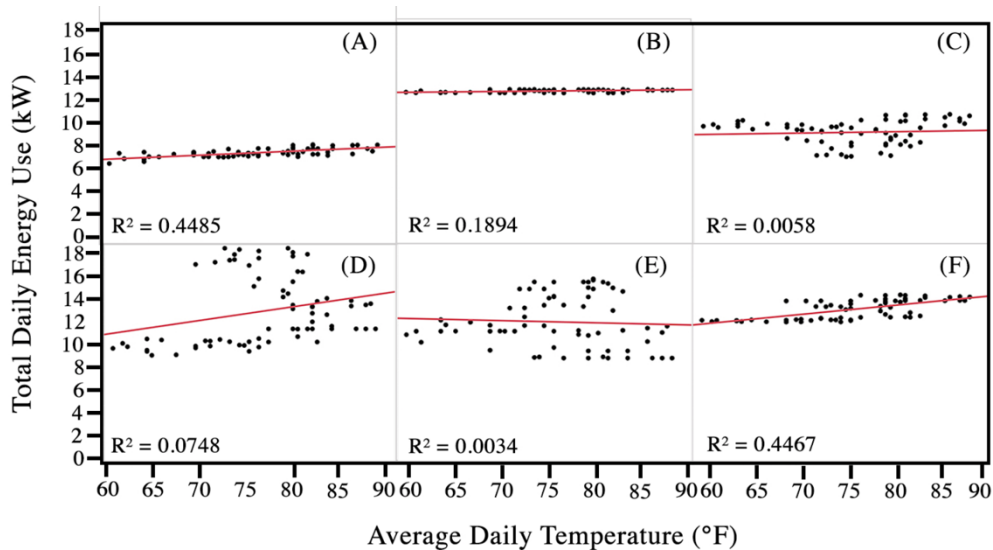 Total Daily Energy Use (kW)
18
16
14
12
10
8
6
4
2
0
(A)
R² = 0.4485
(B)
R² = 0.1894
(C)
R² = 0.0058
18
16
14
12
10
8
6
4
2
0
(D)
R² = 0.0748
(E)
R² = 0.0034
(F)
R² = 0.4467
60 65 70 75 80 85 90 60 65 70 75 80 85 90 60 65 70 75 80 85 90
Average Daily Temperature (°F)